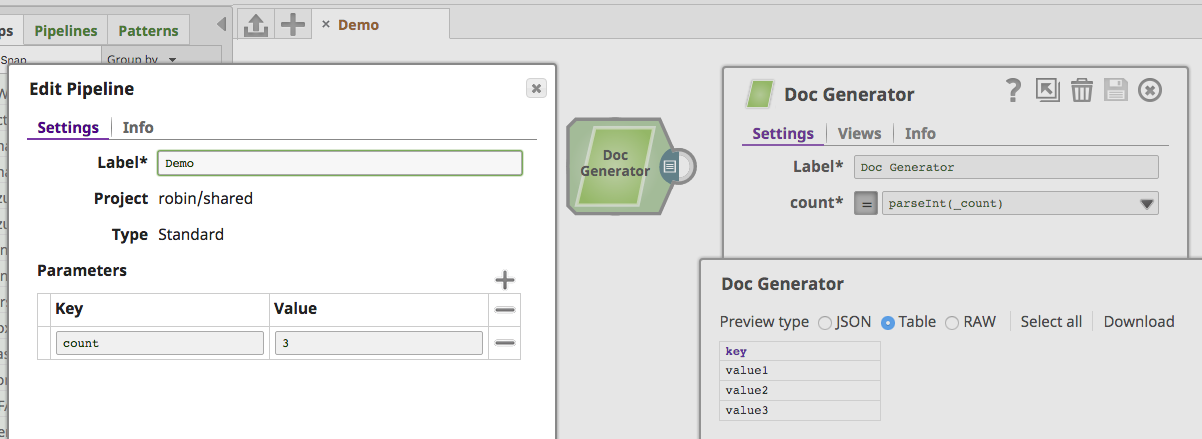 ps Pipelines Patterns
× Demo
Snap Group by
Edit Pipeline
Settings Info
Label* Demo
Project robin/shared
Type Standard
Parameters
Key Value
count 3
Doc
Generator
Doc Generator
Settings Views Info
Label* Doc Generator
count* = parseInt(_count)
Doc Generator
Preview type JSON Table RAW Select all Download
key
value1
value2
value3